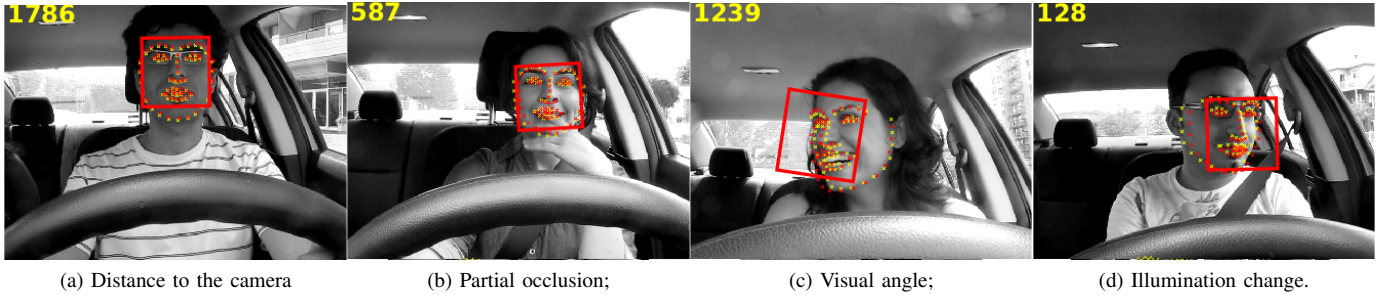 1786
587
1239
128
(a) Distance to the camera
(b) Partial occlusion;
(c) Visual angle;
(d) Illumination change.